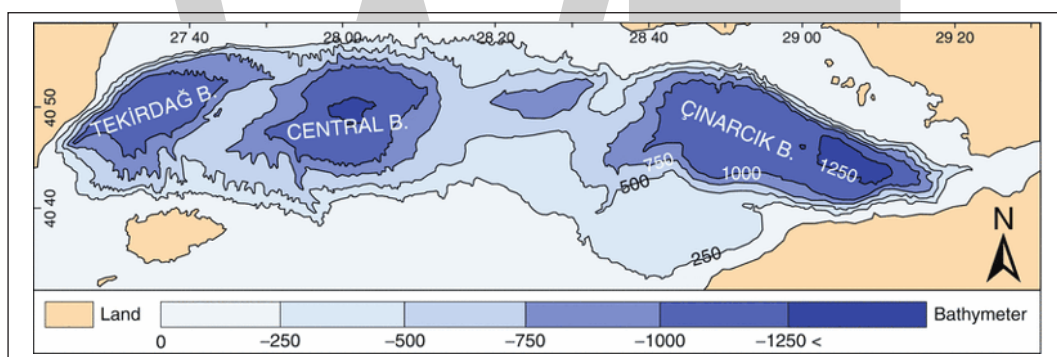 27 40 28 00 28 20 28 40 29 00 29 20
40 50
40 40
TEKİRDAĞ B.
CENTRAL B.
ÇINARCIK B.
1250
750
1000
500
250
N
Land
Bathymeter
0 −250 −500 −750 −1000 −1250 <